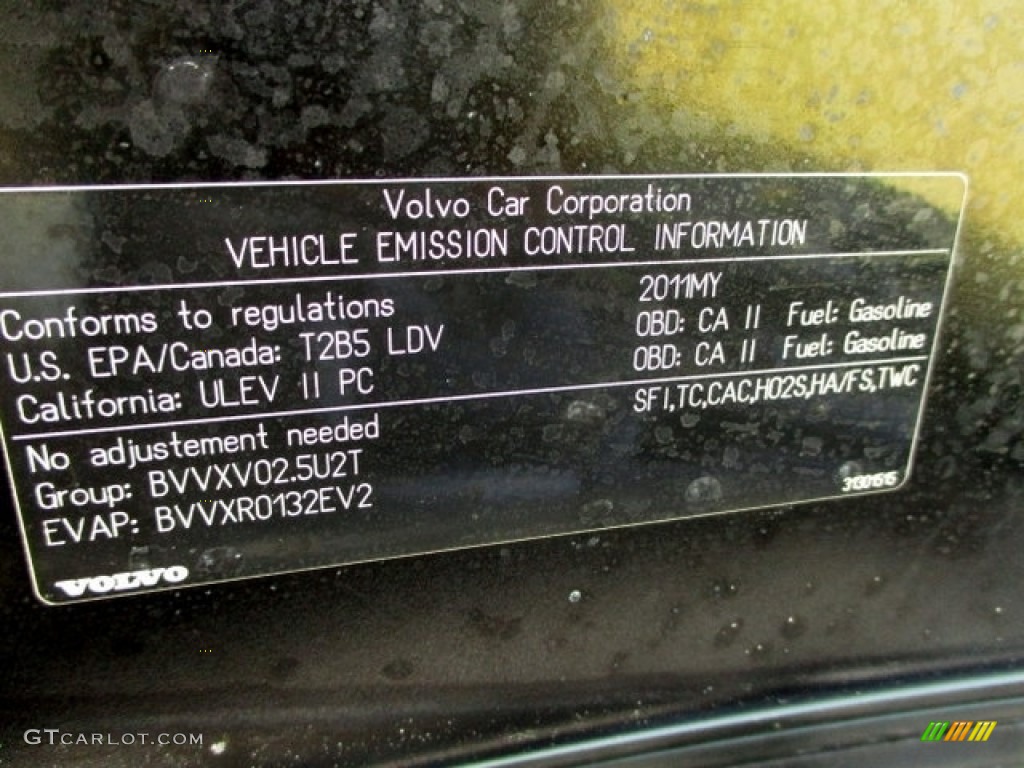 Volvo Car Corporation
VEHICLE EMISSION CONTROL INFORMATION
Conforms to regulations 2011MY
U.S. EPA/Canada: T2B5 LDV OBD: CA II Fuel: Gasoline
California: ULEV II PC OBD: CA II Fuel: Gasoline
No adjustement needed SFI,TC,CAC,HO2S,HA/FS,TWC
Group: BVVXV02.5U2T
EVAP: BVVXR0132EV2
VOLVO
GTCARLOT.COM